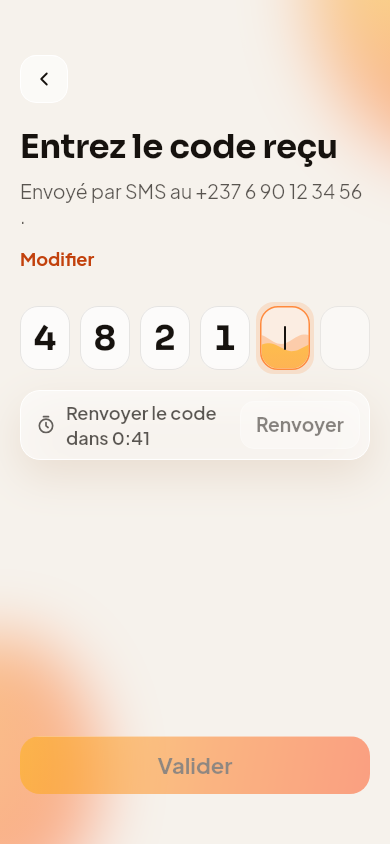 Entrez le code reçu
Envoyé par SMS au +237 6 90 12 34 56
.
Modifier
4 8 2 1
Renvoyer le code
dans 0:41
Renvoyer
Valider